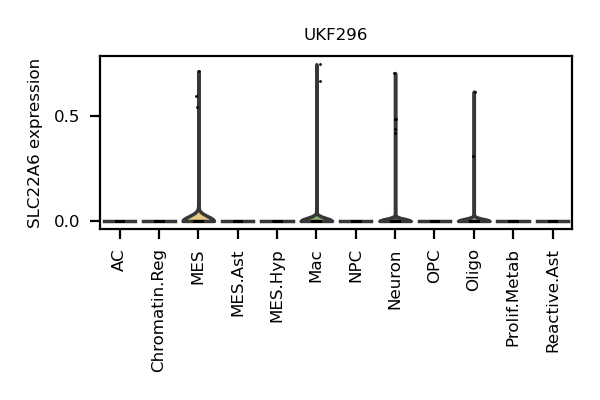 UKF296
SLC22A6 expression
0.5
0.0
AC
Chromatin.Reg
MES
MES.Ast
MES.Hyp
Mac
NPC
Neuron
OPC
Oligo
Prolif.Metab
Reactive.Ast